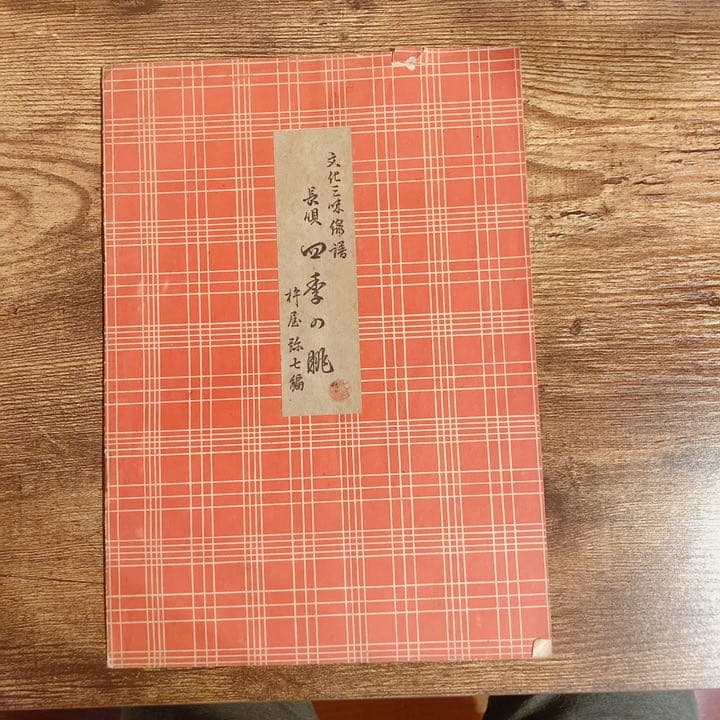 文化三味線譜
長唄 四季の眺
杵屋弥七編